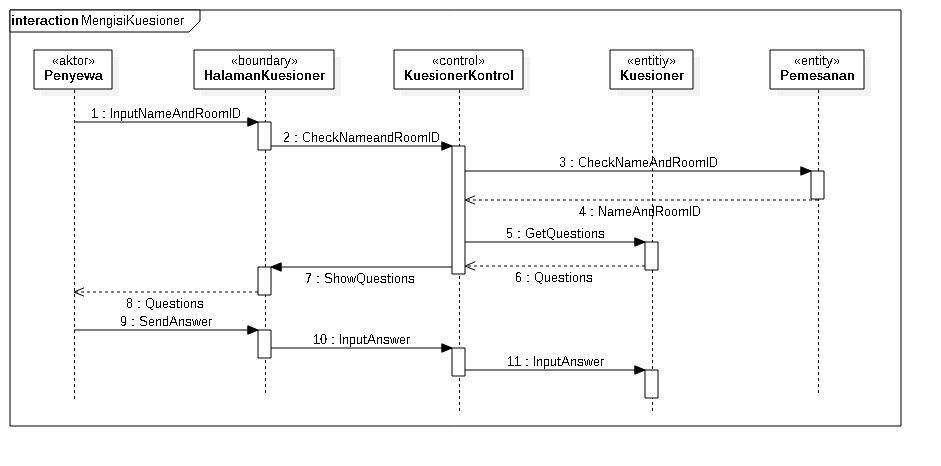 interaction MengisiKuesioner
«aktor»
Penyewa
«boundary»
HalamanKuesioner
«control»
KuesionerKontrol
«entitiy»
Kuesioner
«entity»
Pemesanan
1 : InputNameAndRoomID
2 : CheckNameandRoomID
3 : CheckNameAndRoomID
4 : NameAndRoomID
5 : GetQuestions
6 : Questions
7 : ShowQuestions
8 : Questions
9 : SendAnswer
10 : InputAnswer
11 : InputAnswer